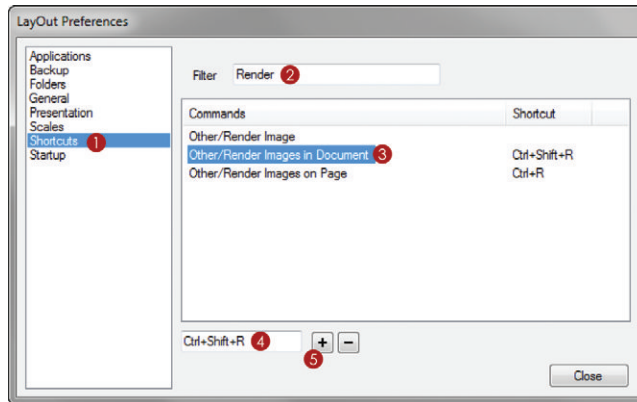 LayOut Preferences
Applications
Backup
Folders
General
Presentation
Scales
Shortcuts 1
Startup
Filter Render 2
Commands Shortcut
Other/Render Image
Other/Render Images in Document 3 Ctrl+Shift+R
Other/Render Images on Page Ctrl+R
Ctrl+Shift+R 4 + −
5
Close